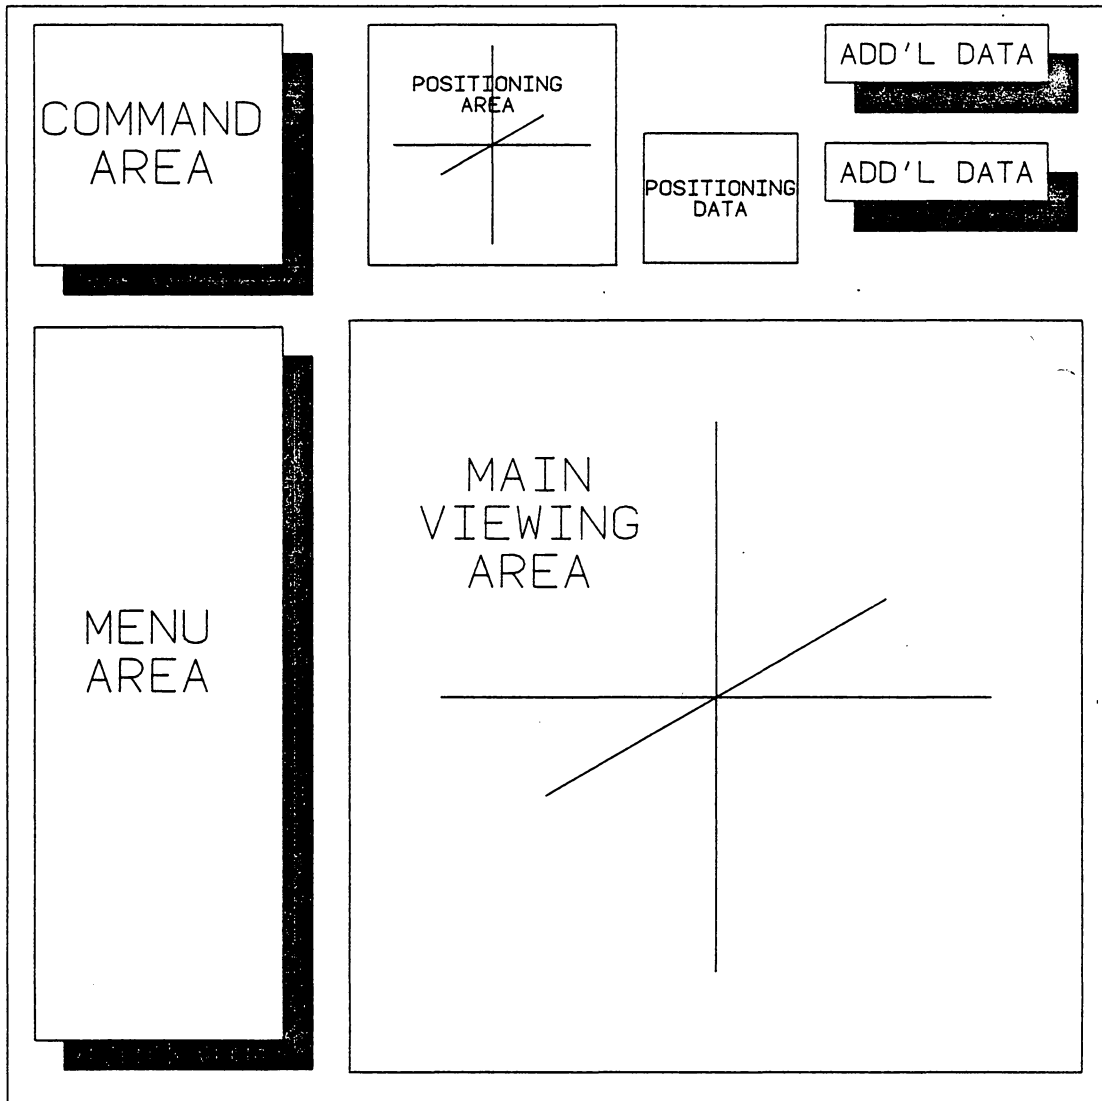 COMMAND
AREA
POSITIONING
AREA
POSITIONING
DATA
ADD'L DATA
ADD'L DATA
MENU
AREA
MAIN
VIEWING
AREA